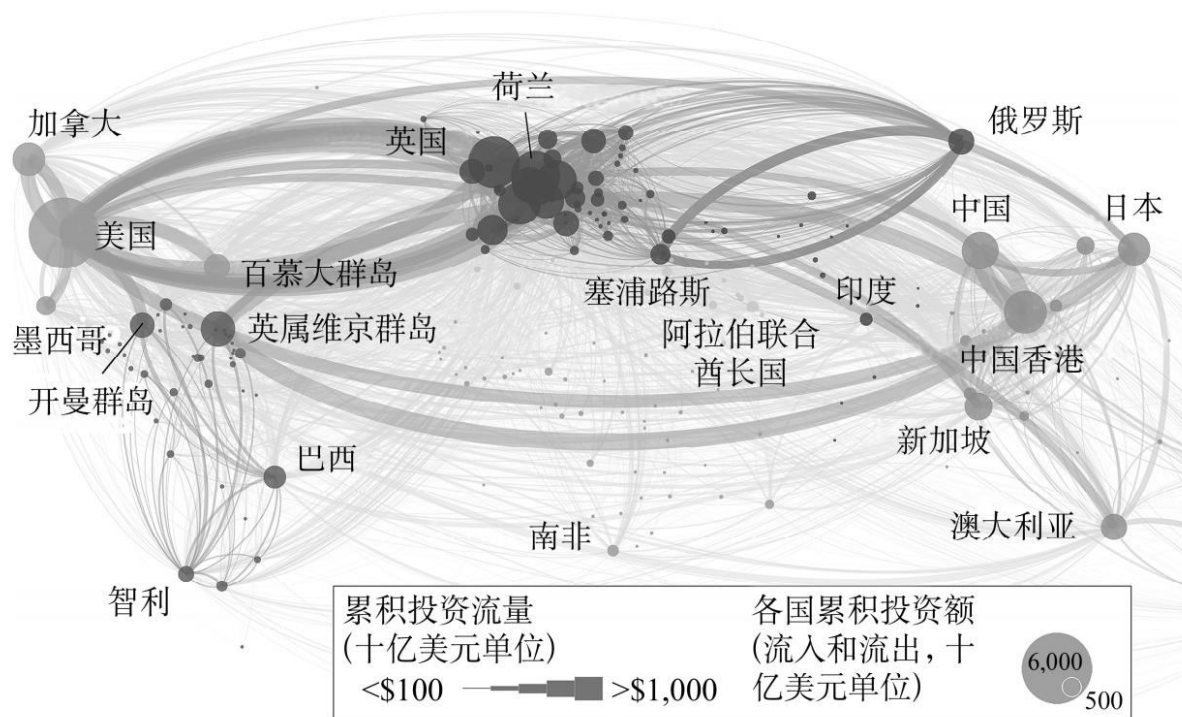 荷兰
加拿大
英国
俄罗斯
中国
日本
美国
百慕大群岛
塞浦路斯
印度
墨西哥
英属维京群岛
阿拉伯联合
酋长国
中国香港
开曼群岛
新加坡
巴西
南非
澳大利亚
智利
累积投资流量
(十亿美元单位)
<$100
>$1,000
各国累积投资额
(流入和流出，十
亿美元单位)
6,000
500